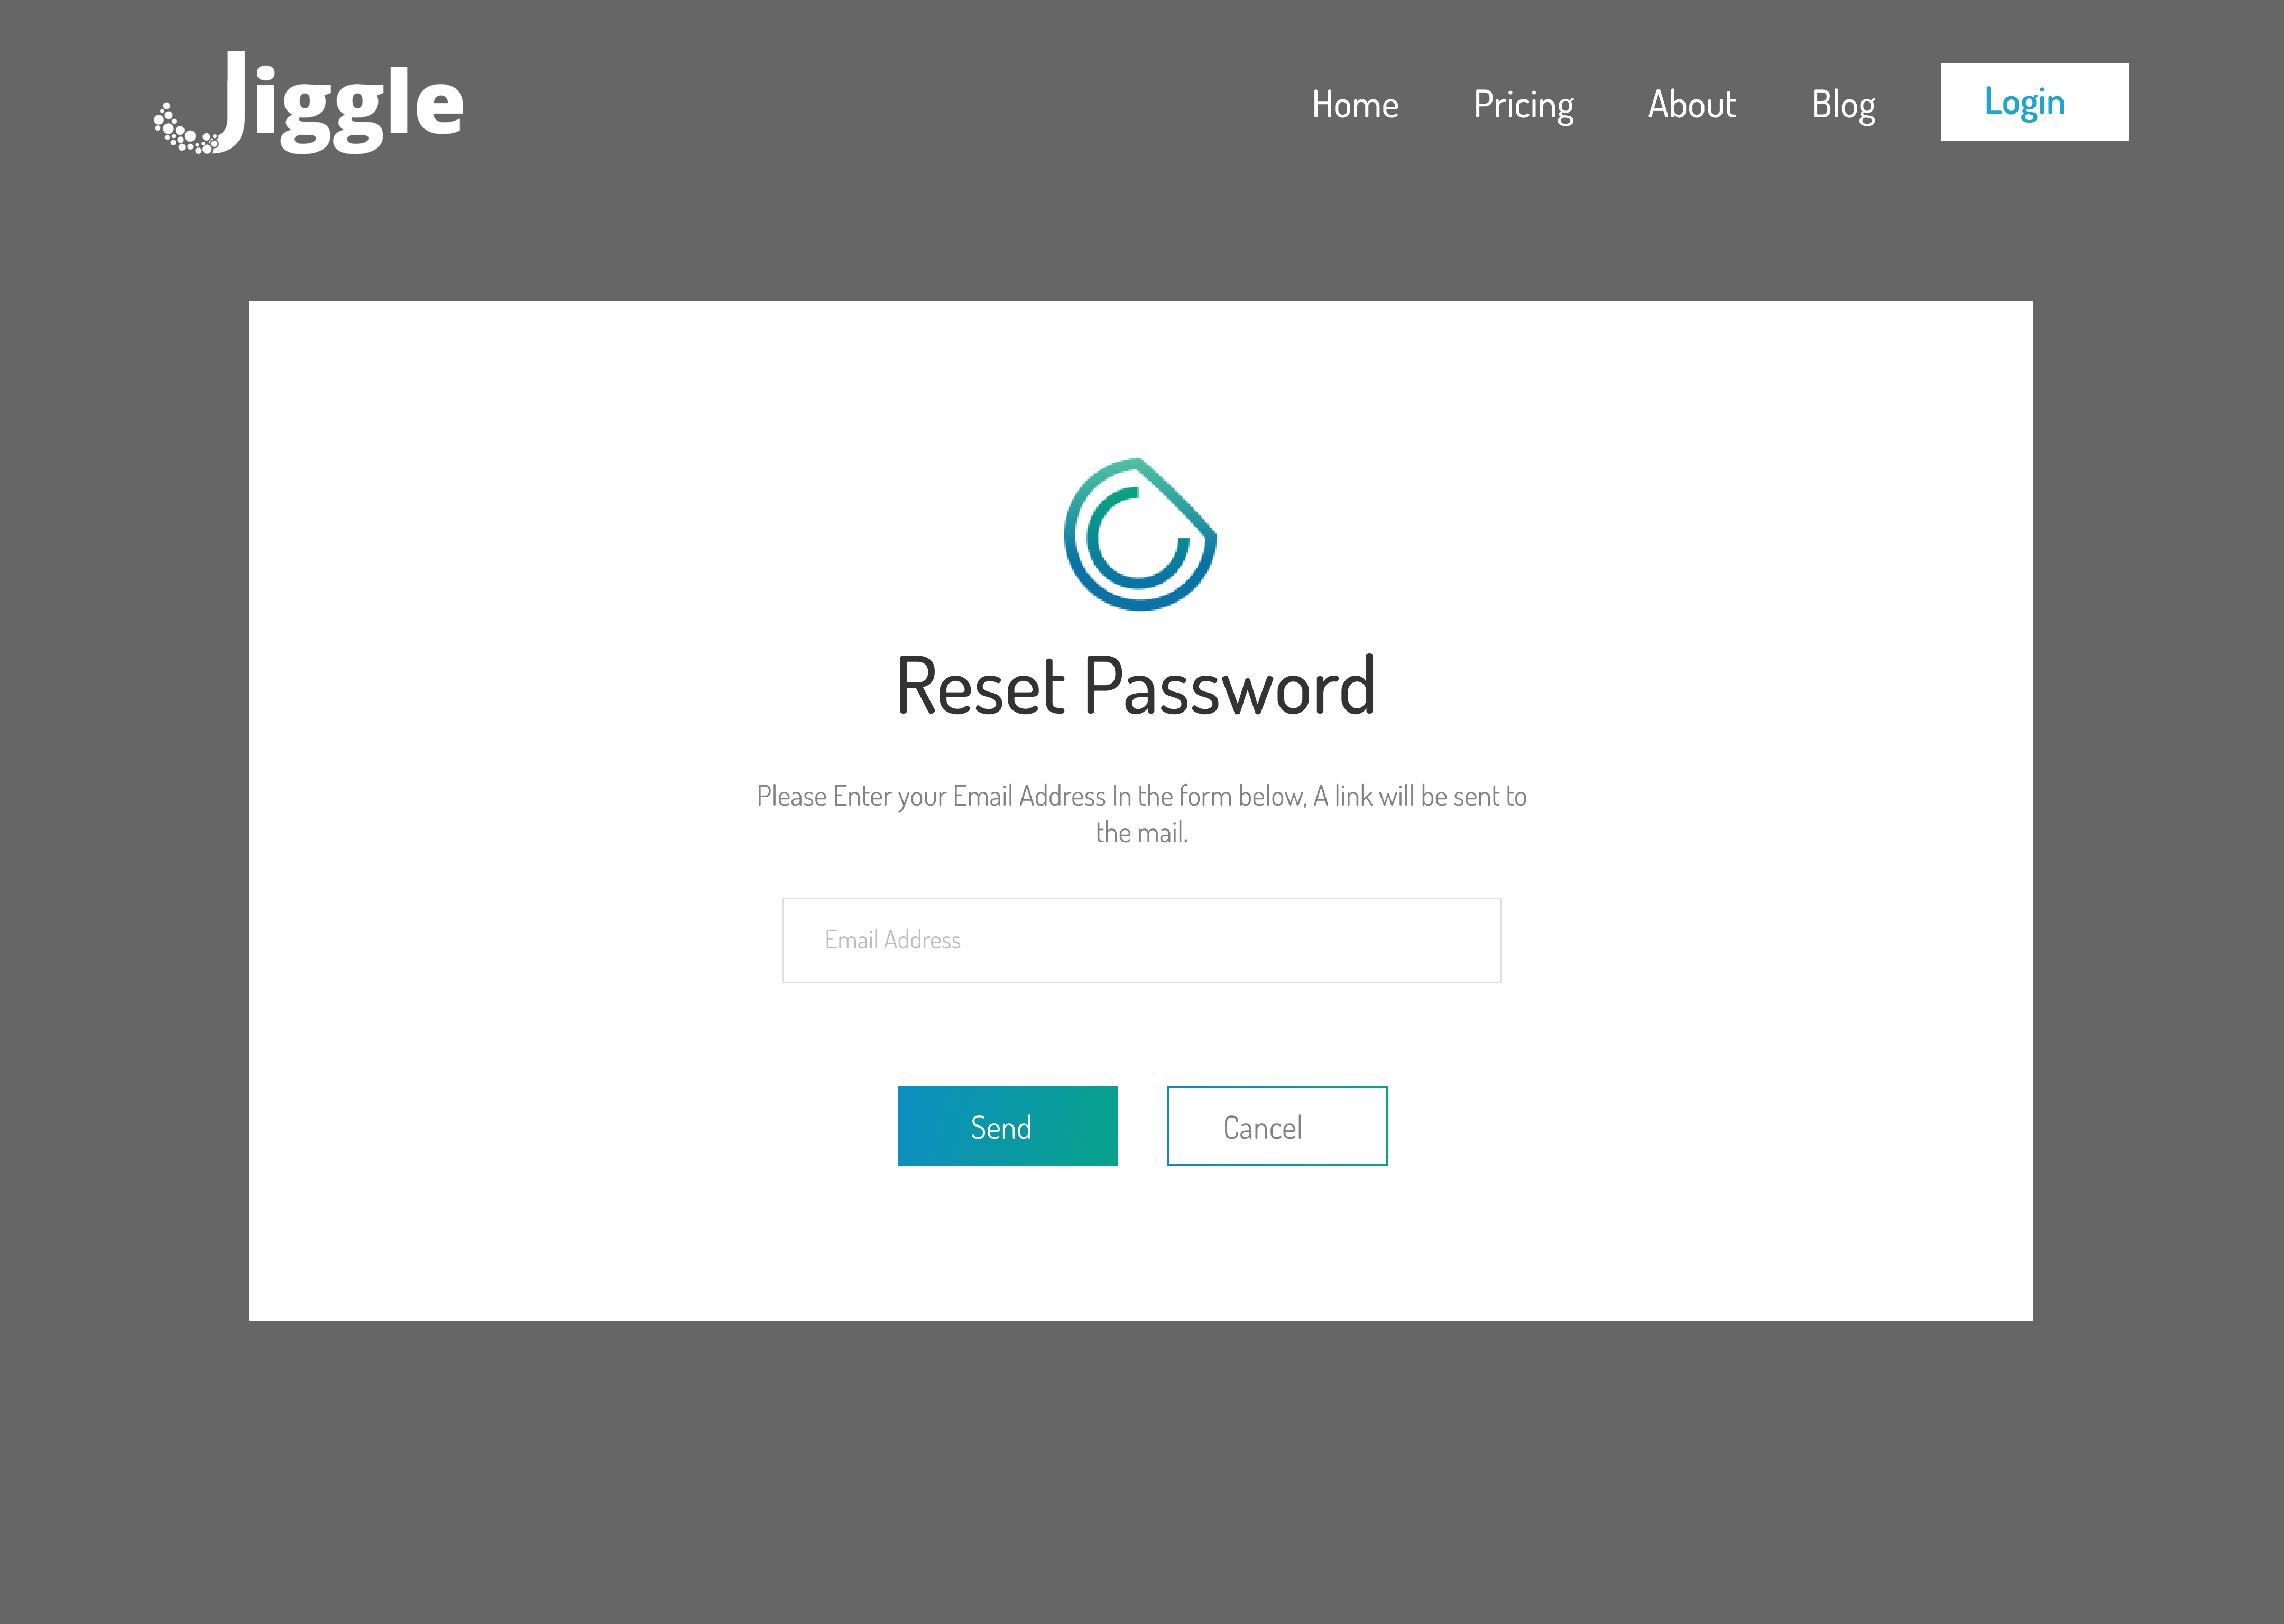 Jiggle
Home Pricing About Blog Login
Reset Password
Please Enter your Email Address In the form below, A link will be sent to
the mail.
Email Address
Send Cancel